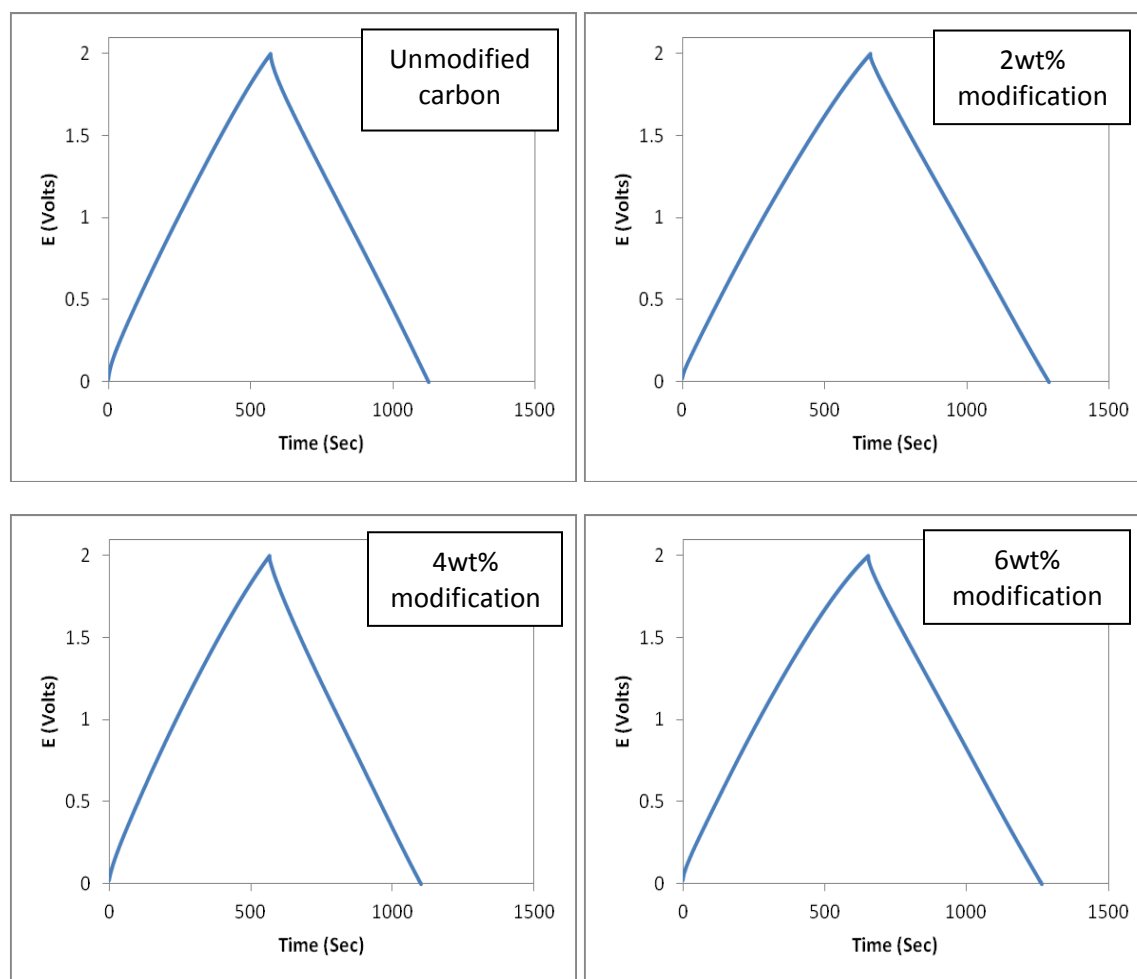 Unmodified
carbon
2
1.5
1
0.5
0
0
500
1000
1500
E (Volts)
Time (Sec)
2wt%
modification
2
1.5
1
0.5
0
0
500
1000
1500
E (Volts)
Time (Sec)
4wt%
modification
2
1.5
1
0.5
0
0
500
1000
1500
E (Volts)
Time (Sec)
6wt%
modification
2
1.5
1
0.5
0
0
500
1000
1500
E (Volts)
Time (Sec)